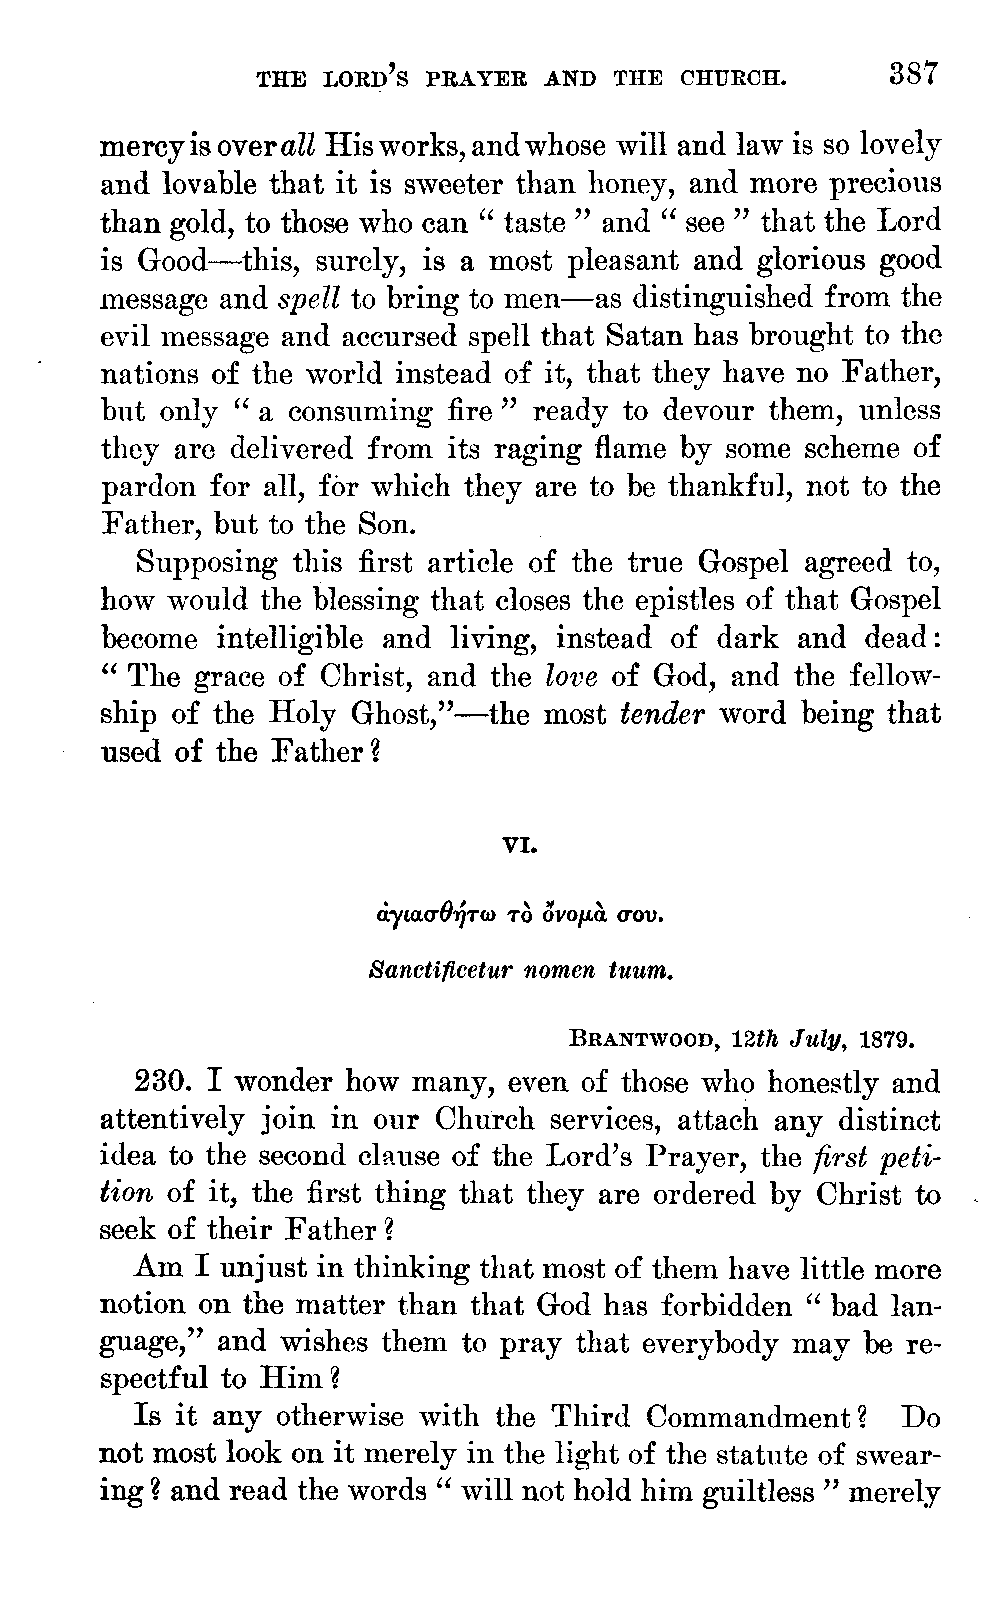 THE LORD'S PRAYER AND THE CHURCH. 387
mercy is over all His works, and whose will and law is so lovely
and lovable that it is sweeter than honey, and more precious
than gold, to those who can “ taste ” and “ see ” that the Lord
is Good—this, surely, is a most pleasant and glorious good
message and spell to bring to men—as distinguished from the
evil message and accursed spell that Satan has brought to the
nations of the world instead of it, that they have no Father,
but only “ a consuming fire ” ready to devour them, unless
they are delivered from its raging flame by some scheme of
pardon for all, for which they are to be thankful, not to the
Father, but to the Son.
Supposing this first article of the true Gospel agreed to,
how would the blessing that closes the epistles of that Gospel
become intelligible and living, instead of dark and dead:
“ The grace of Christ, and the love of God, and the fellow-
ship of the Holy Ghost,”—the most tender word being that
used of the Father?
VI.
ἁγιασθήτω τὸ ὄνομὰ σου.
Sanctificetur nomen tuum.
BRANTWOOD, 12th July, 1879.
230. I wonder how many, even of those who honestly and
attentively join in our Church services, attach any distinct
idea to the second clause of the Lord's Prayer, the first peti-
tion of it, the first thing that they are ordered by Christ to
seek of their Father?
Am I unjust in thinking that most of them have little more
notion on the matter than that God has forbidden “ bad lan-
guage,” and wishes them to pray that everybody may be re-
spectful to Him?
Is it any otherwise with the Third Commandment? Do
not most look on it merely in the light of the statute of swear-
ing? and read the words “ will not hold him guiltless ” merely